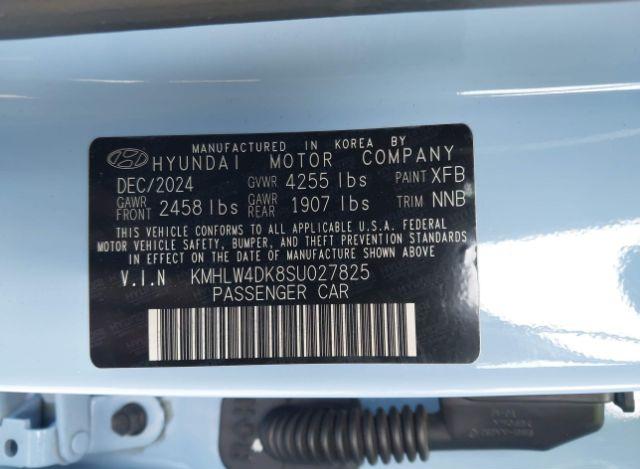 MANUFACTURED IN KOREA BY
HYUNDAI MOTOR COMPANY
DEC/2024 GVWR 4255 lbs PAINT XFB
GAWR FRONT 2458 lbs GAWR REAR 1907 lbs TRIM NNB
THIS VEHICLE CONFORMS TO ALL APPLICABLE U.S.A. FEDERAL
MOTOR VEHICLE SAFETY, BUMPER, AND THEFT PREVENTION STANDARDS
IN EFFECT ON THE DATE OF MANUFACTURE SHOWN ABOVE
V.I.N KMHLW4DK8SU027825
PASSENGER CAR